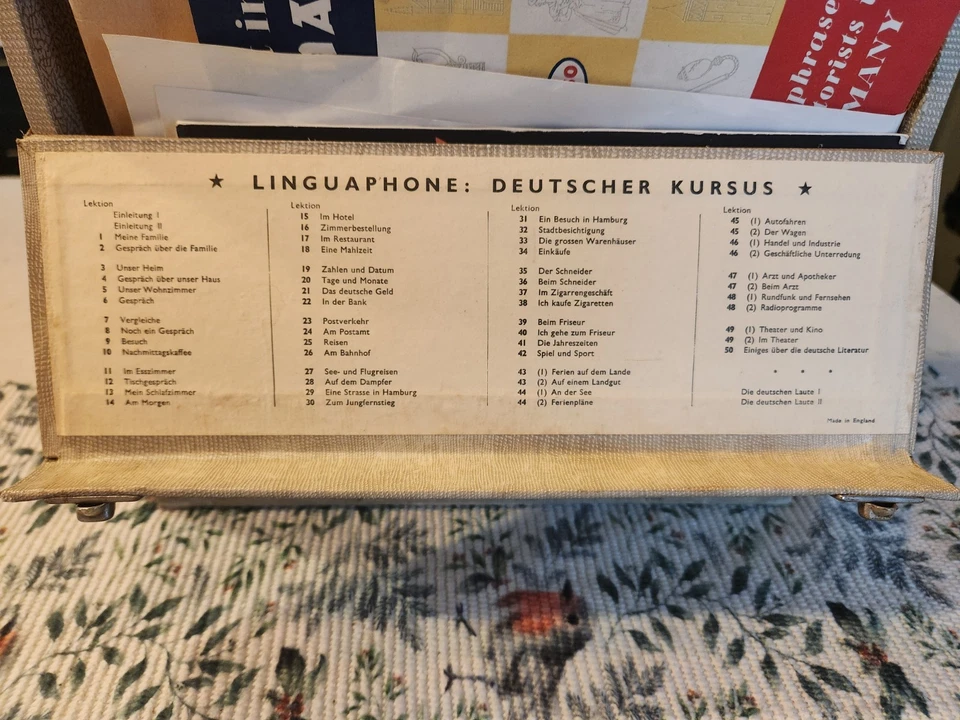 phrase
torists
MANY
★ LINGUAPHONE: DEUTSCHER KURSUS ★
Lektion
Einleitung I
Einleitung II
1 Meine Familie
2 Gespräch über die Familie
3 Unser Heim
4 Gespräch über unser Haus
5 Unser Wohnzimmer
6 Gespräch
7 Vergleiche
8 Noch ein Gespräch
9 Besuch
10 Nachmittagskaffee
11 Im Esszimmer
12 Tischgespräch
13 Mein Schlafzimmer
14 Am Morgen
Lektion
15 Im Hotel
16 Zimmerbestellung
17 Im Restaurant
18 Eine Mahlzeit
19 Zahlen und Datum
20 Tage und Monate
21 Das deutsche Geld
22 In der Bank
23 Postverkehr
24 Am Postamt
25 Reisen
26 Am Bahnhof
27 See- und Flugreisen
28 Auf dem Dampfer
29 Eine Strasse in Hamburg
30 Zum Jungfernstieg
Lektion
31 Ein Besuch in Hamburg
32 Stadtbesichtigung
33 Die grossen Warenhäuser
34 Einkäufe
35 Der Schneider
36 Beim Schneider
37 Im Zigarrengeschäft
38 Ich kaufe Zigaretten
39 Beim Friseur
40 Ich gehe zum Friseur
41 Die Jahreszeiten
42 Spiel und Sport
43 (1) Ferien auf dem Lande
43 (2) Auf einem Landgut
44 (1) An der See
44 (2) Ferienpläne
Lektion
45 (1) Autofahren
45 (2) Der Wagen
46 (1) Handel und Industrie
46 (2) Geschäftliche Unterredung
47 (1) Arzt und Apotheker
47 (2) Beim Arzt
48 (1) Rundfunk und Fernsehen
48 (2) Radioprogramme
49 (1) Theater und Kino
49 (2) Im Theater
50 Einiges über die deutsche Literatur
* * *
Die deutschen Laute I
Die deutschen Laute II
Made in England